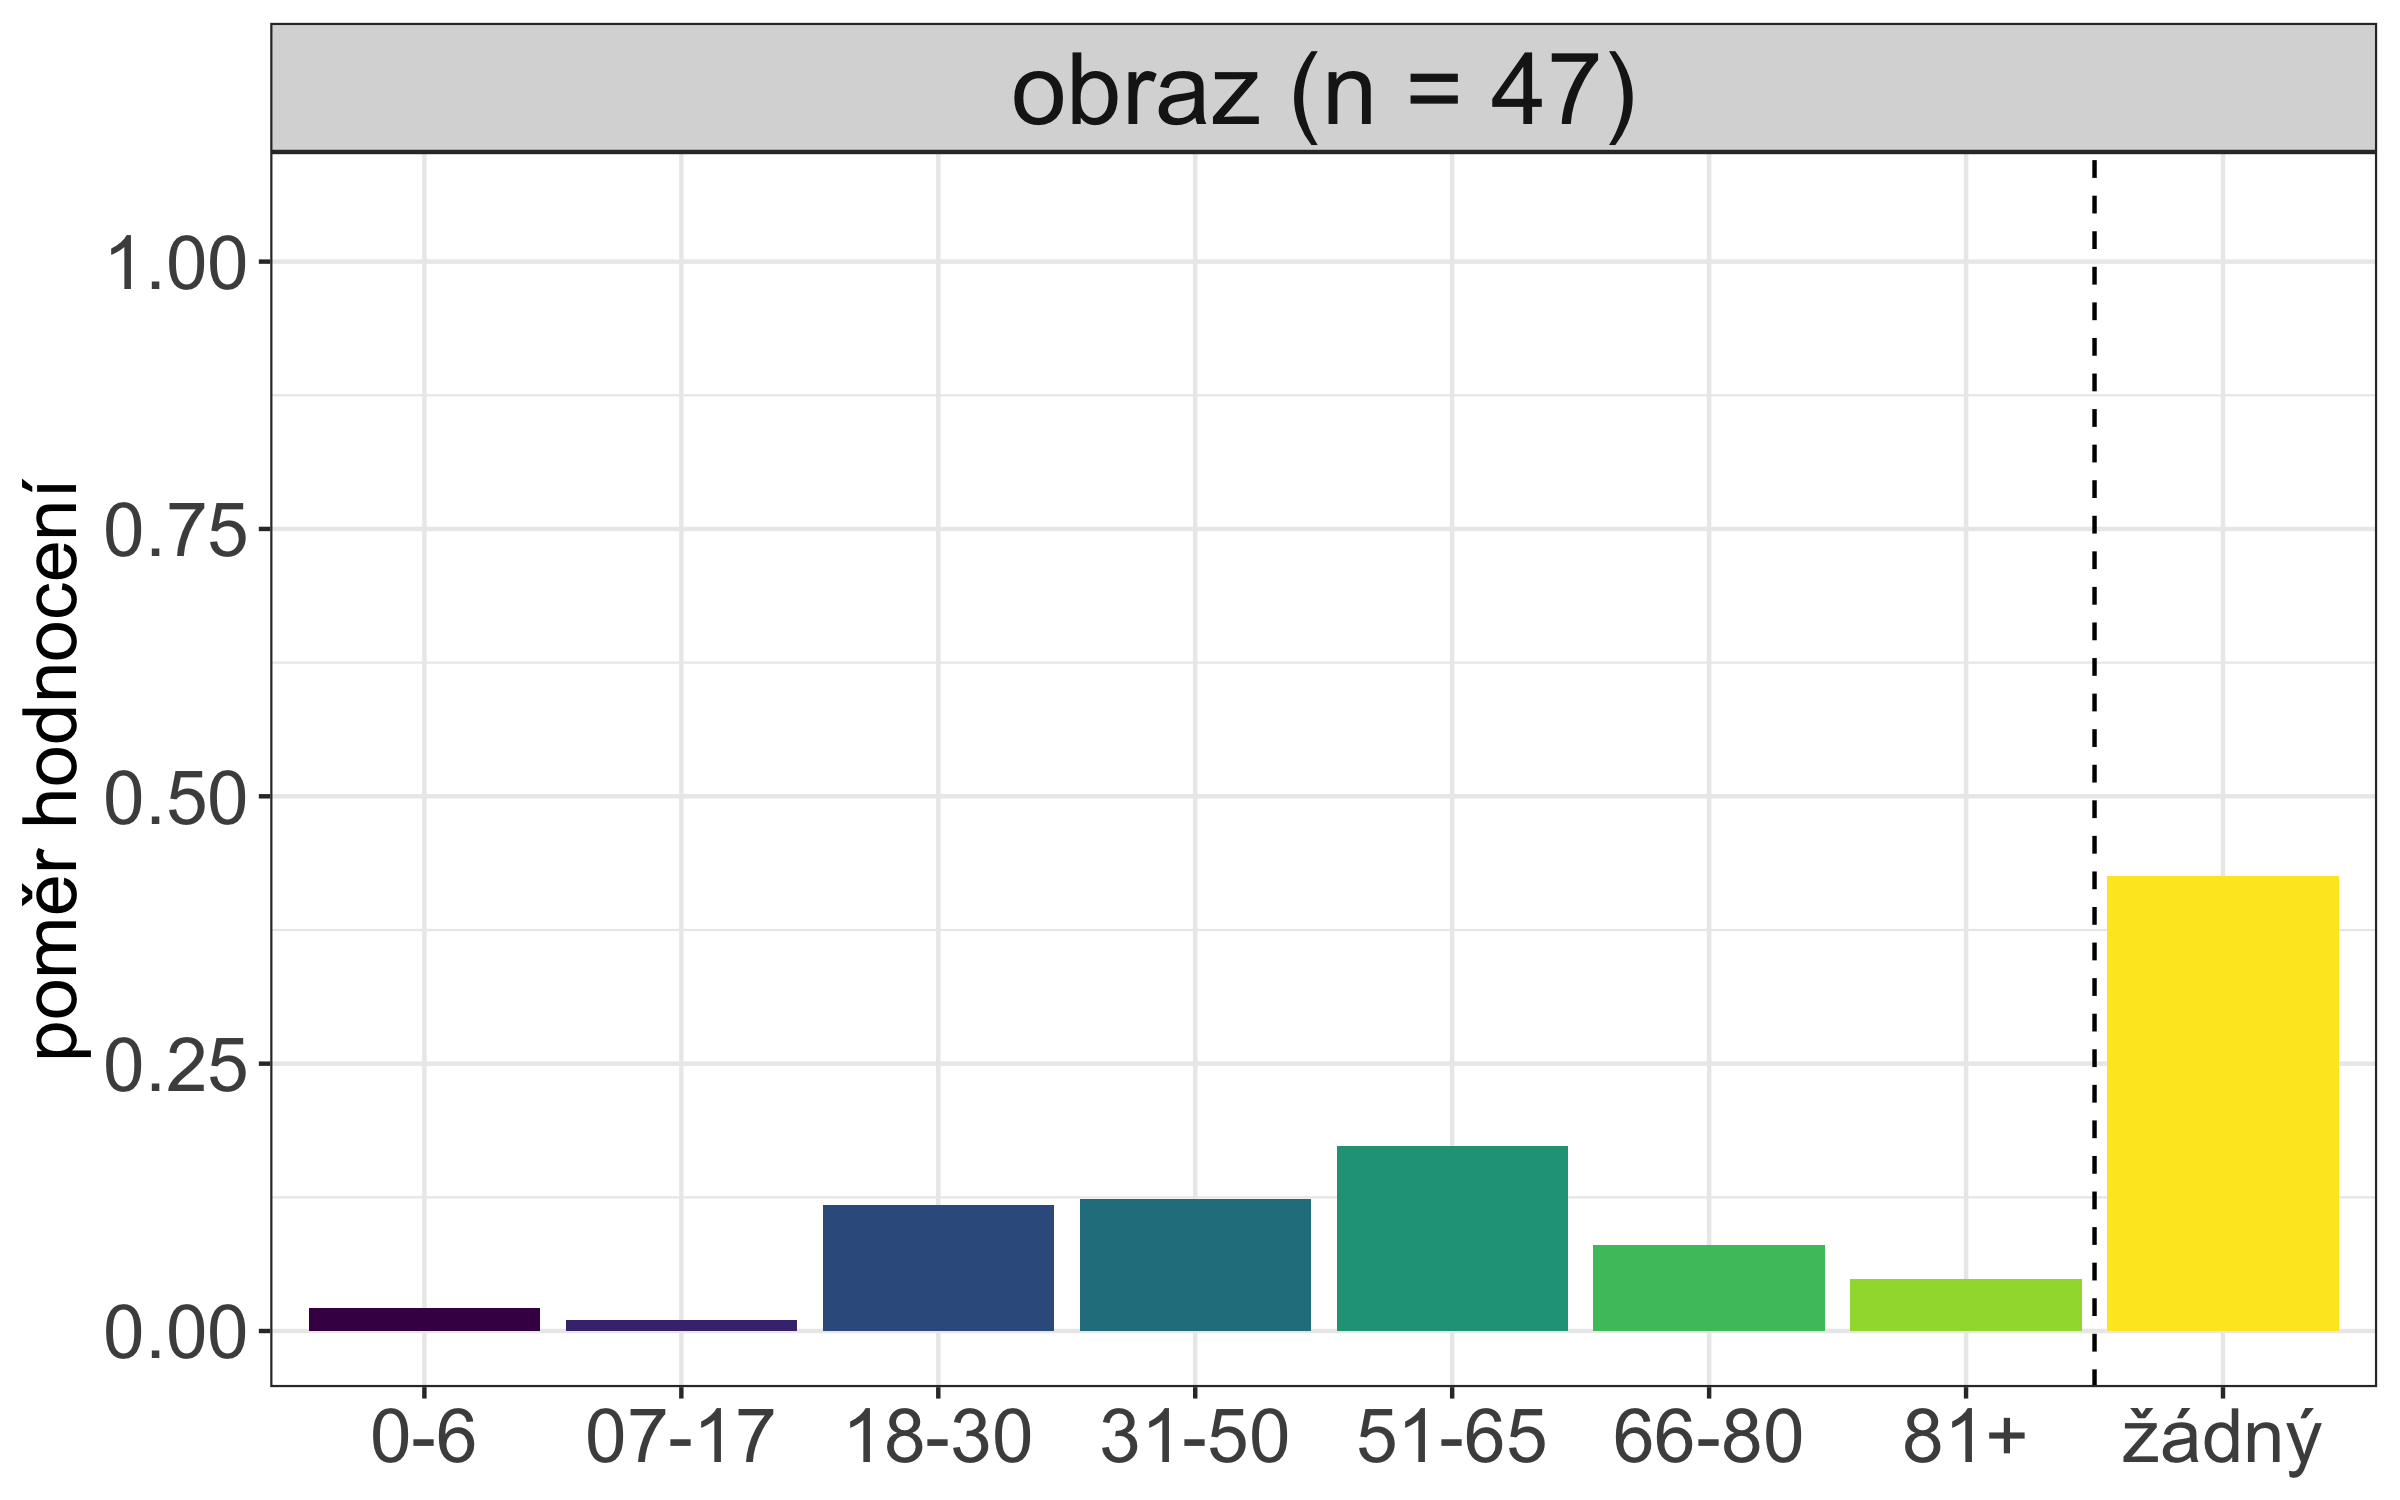 obraz (n = 47)
poměr hodnocení
1.00
0.75
0.50
0.25
0.00
0-6 07-17 18-30 31-50 51-65 66-80 81+ žádný